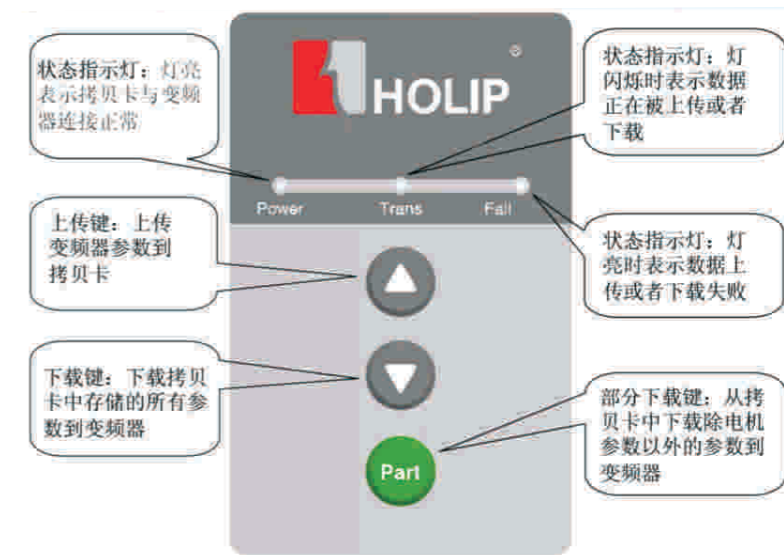 状态指示灯：灯亮
表示拷贝卡与变频
器连接正常
HOLIP
®
状态指示灯：灯
闪烁时表示数据
正在被上传或者
下载
Power
Trans
Fail
上传键：上传
变频器参数到
拷贝卡
状态指示灯：灯
亮时表示数据上
传或者下载失败
下载键：下载拷贝
卡中存储的所有参
数到变频器
Part
部分下载键：从拷
贝卡中下载除电机
参数以外的参数到
变频器